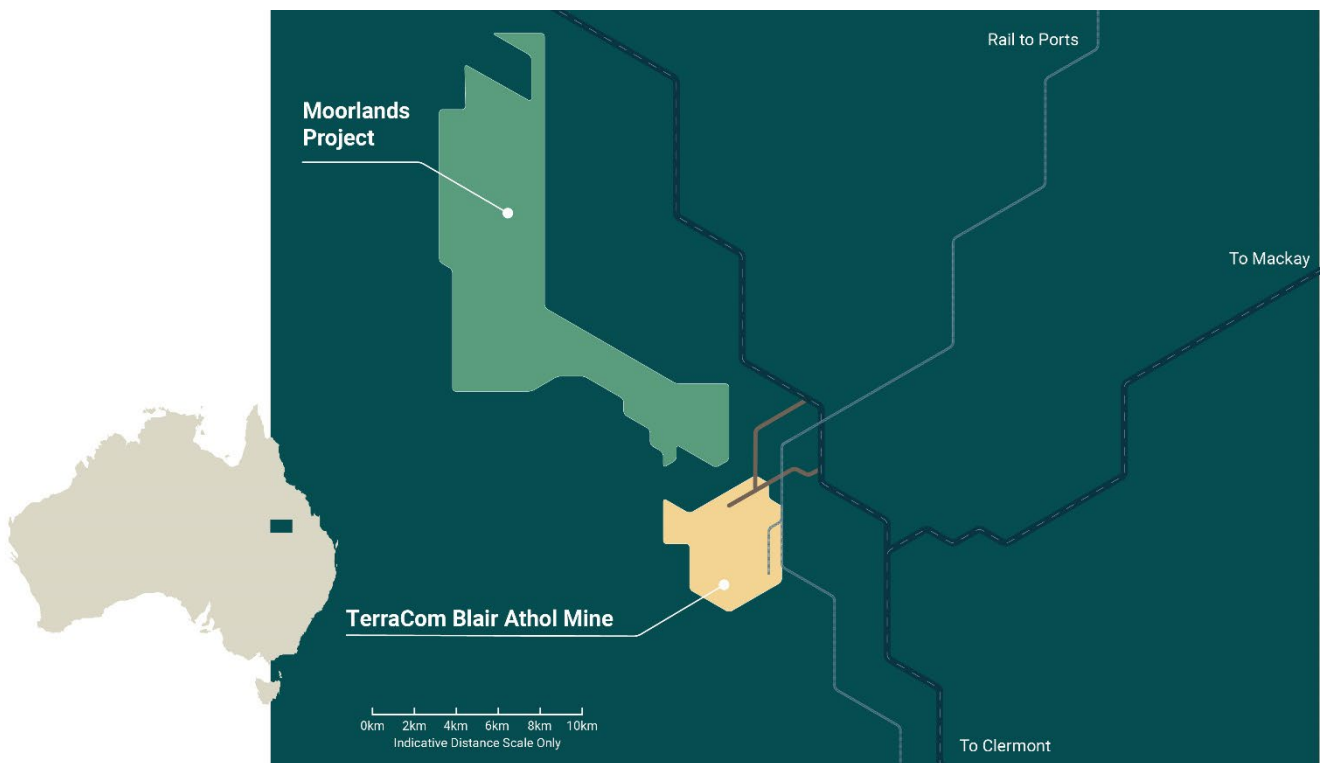 Rail to Ports
Moorlands
Project
To Mackay
TerraCom Blair Athol Mine
0km 2km 4km 6km 8km 10km
Indicative Distance Scale Only
To Clermont